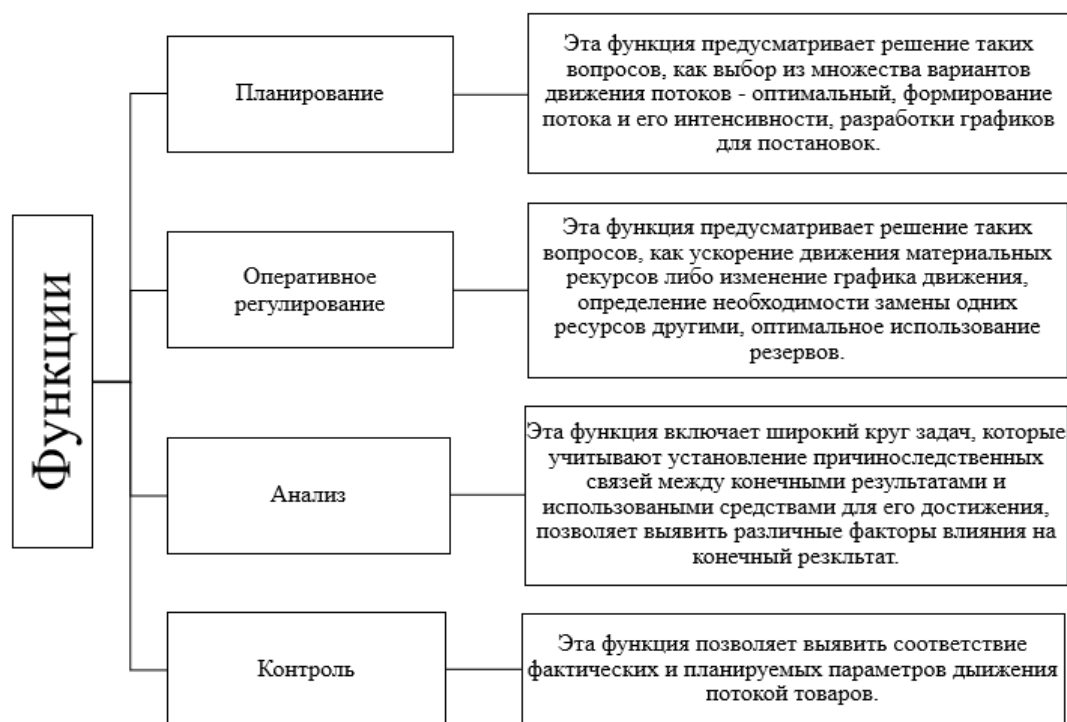 Функции
Планирование
Эта функция предусматривает решение таких
вопросов, как выбор из множества вариантов
движения потоков - оптимальный, формирование
потока и его интенсивности, разработки графиков
для постановок.
Оперативное
регулирование
Эта функция предусматривает решение таких
вопросов, как ускорение движения материальных
рекурсов либо изменение графика движения,
определение необходимости замены одних
ресурсов другими, оптимальное использование
резервов.
Анализ
Эта функция включает широкий круг задач, которые
учитывают установление причиноследственных
связей между конечными результатами и
использоваными средствами для его достижения,
позволяет выявить различные факторы влияния на
конечный резкльтат.
Контроль
Эта функция позволяет выявить соответствие
фактических и планируемых параметров дыижения
потокой товаров.